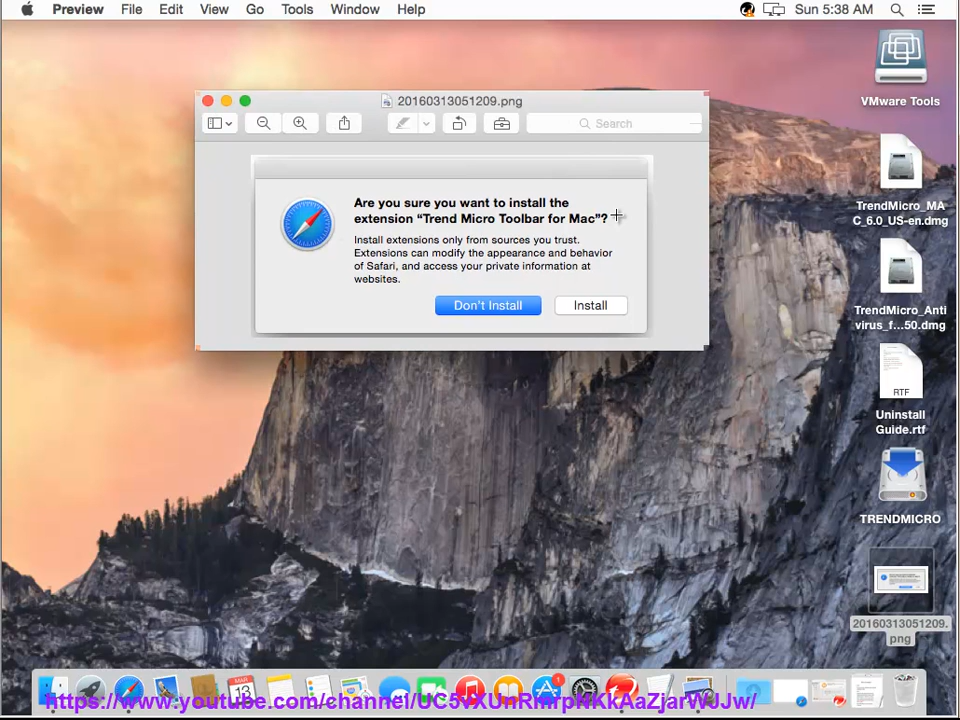 Preview File Edit View Go Tools Window Help Sun 5:38 AM
20160313051209.png
Search
Are you sure you want to install the
extension “Trend Micro Toolbar for Mac”?
Install extensions only from sources you trust.
Extensions can modify the appearance and behavior
of Safari, and access your private information at
websites.
Don't Install Install
VMware Tools
TrendMicro_MA
C_6.0_US-en.dmg
TrendMicro_Anti
virus_f...50.dmg
RTF
Uninstall
Guide.rtf
TRENDMICRO
20160313051209.
png
MAR
13
1